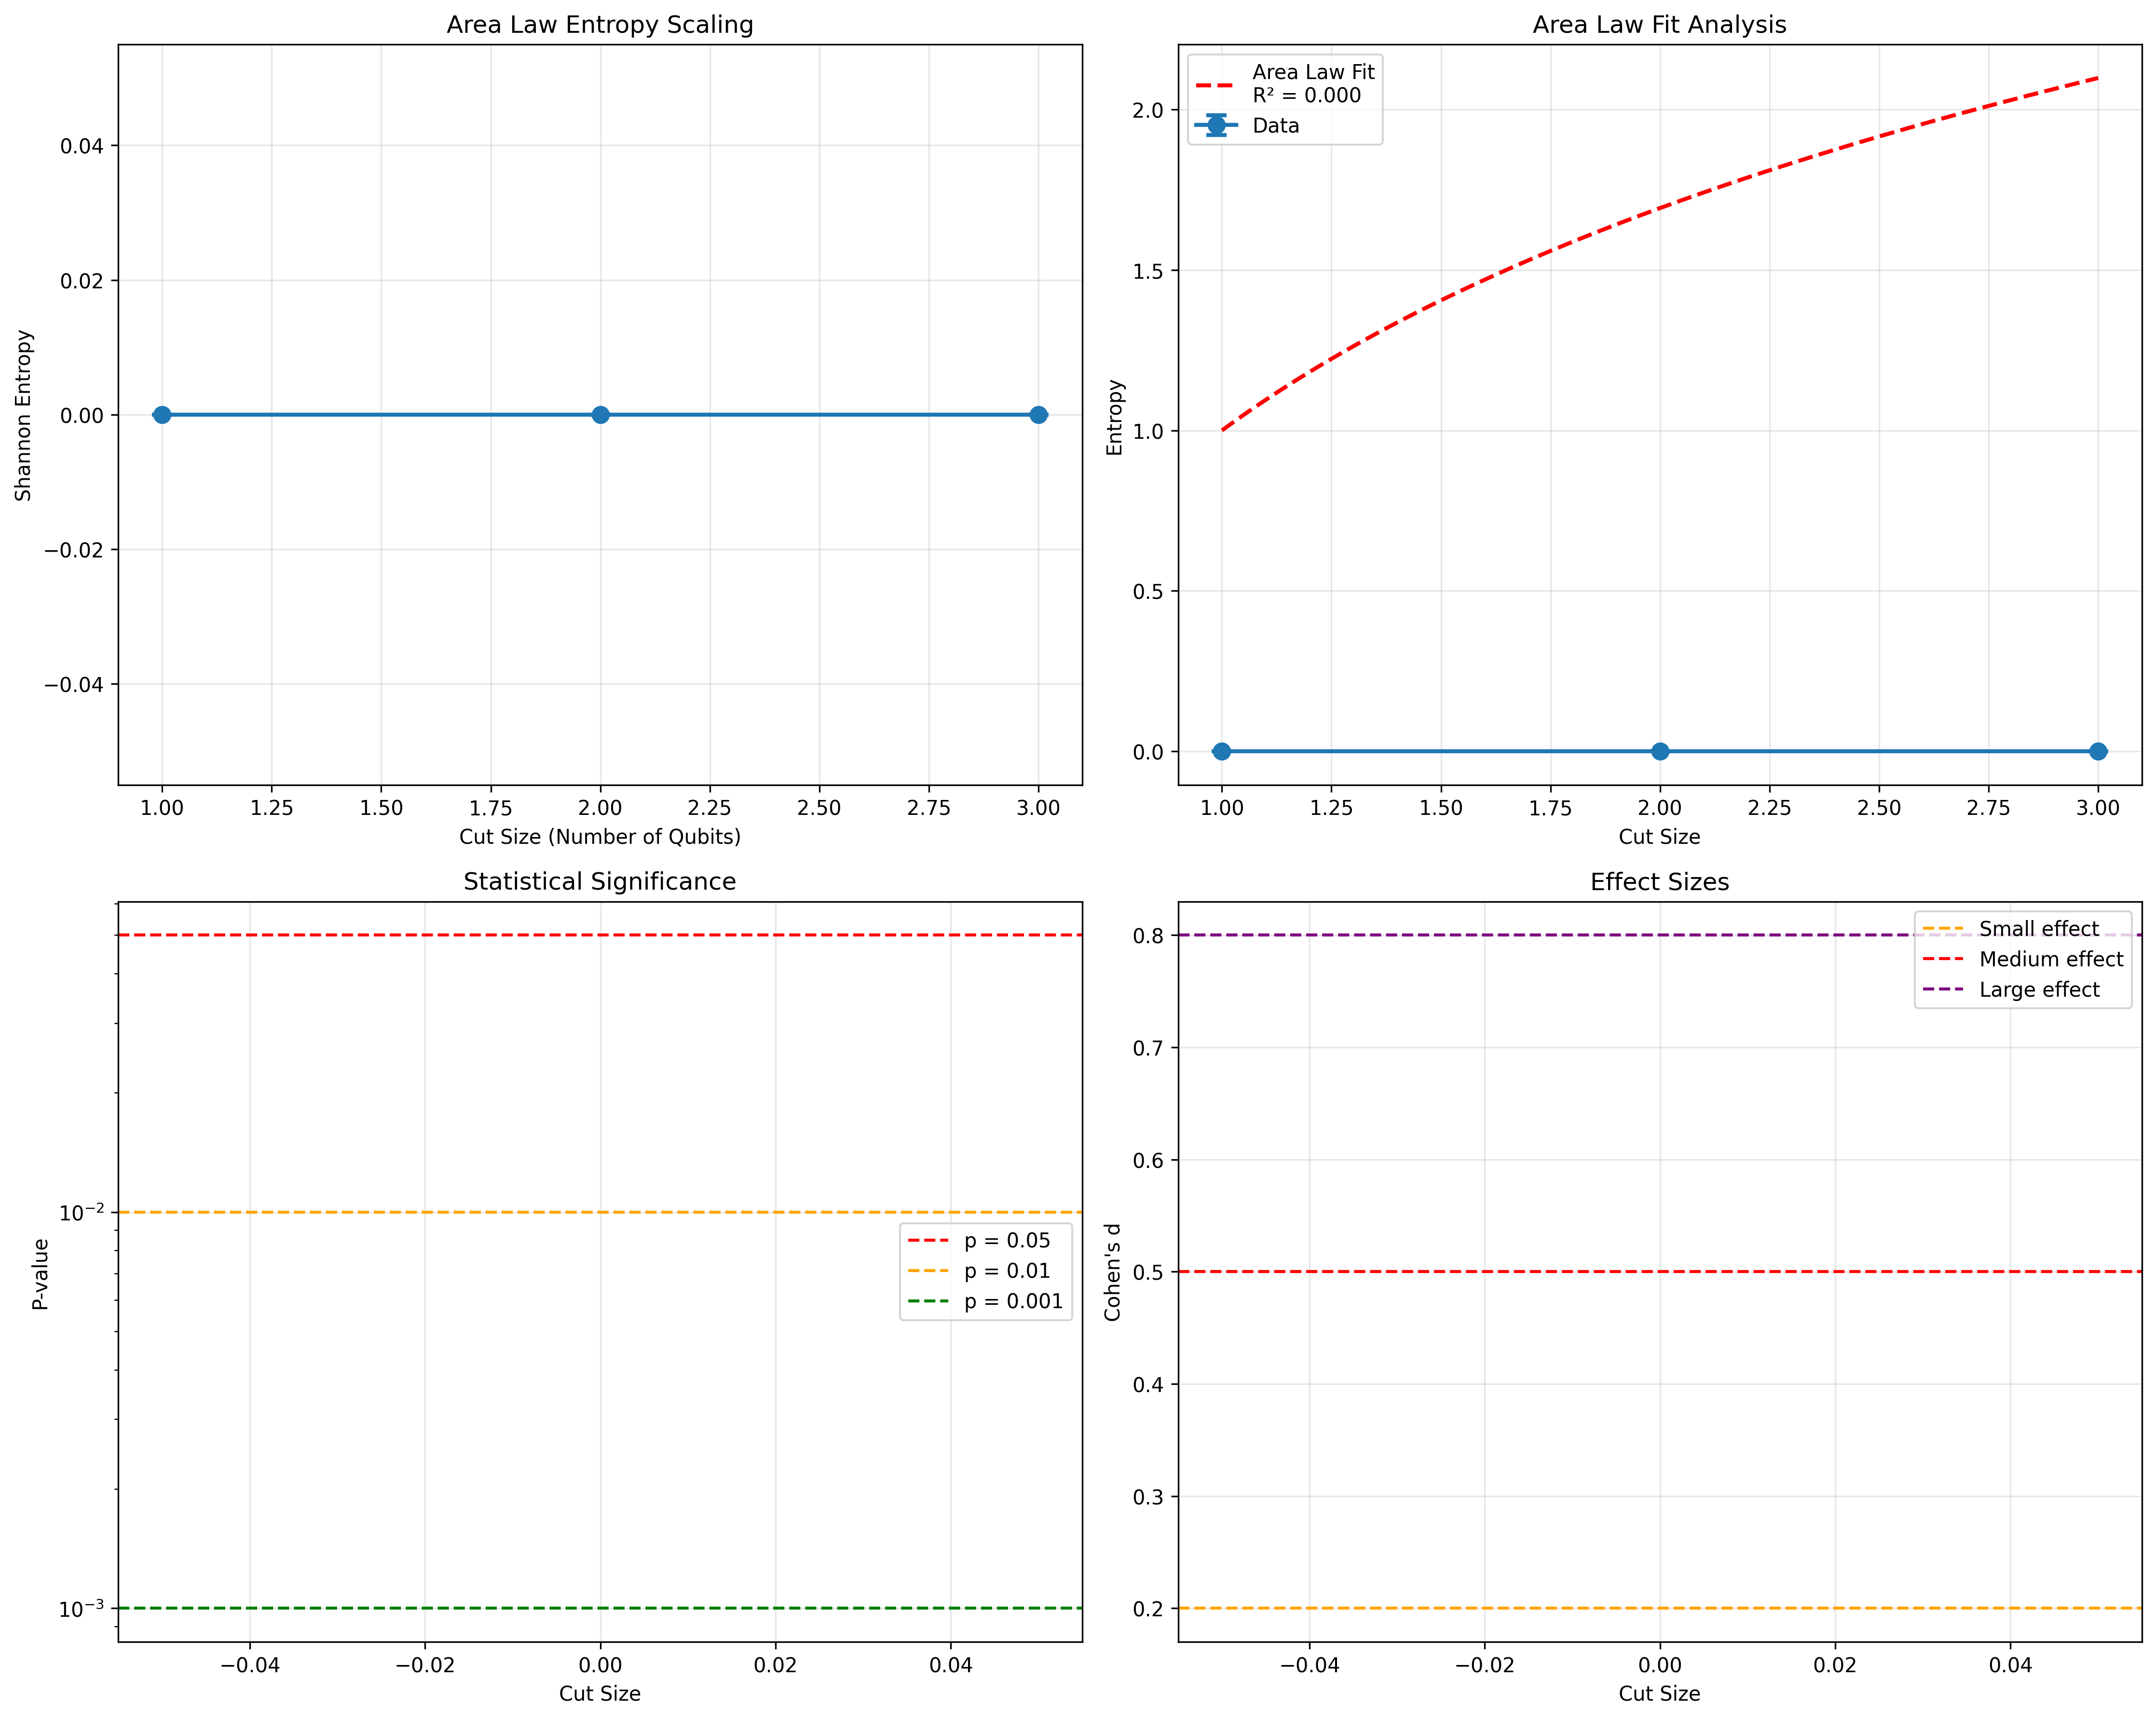 Area Law Entropy Scaling
Shannon Entropy
0.04
0.02
0.00
−0.02
−0.04
1.00 1.25 1.50 1.75 2.00 2.25 2.50 2.75 3.00
Cut Size (Number of Qubits)
Area Law Fit Analysis
Area Law Fit
R² = 0.000
Data
Entropy
2.0
1.5
1.0
0.5
0.0
1.00 1.25 1.50 1.75 2.00 2.25 2.50 2.75 3.00
Cut Size
Statistical Significance
P-value
10⁻²
10⁻³
p = 0.05
p = 0.01
p = 0.001
−0.04 −0.02 0.00 0.02 0.04
Cut Size
Effect Sizes
Small effect
Medium effect
Large effect
Cohen's d
0.8
0.7
0.6
0.5
0.4
0.3
0.2
−0.04 −0.02 0.00 0.02 0.04
Cut Size